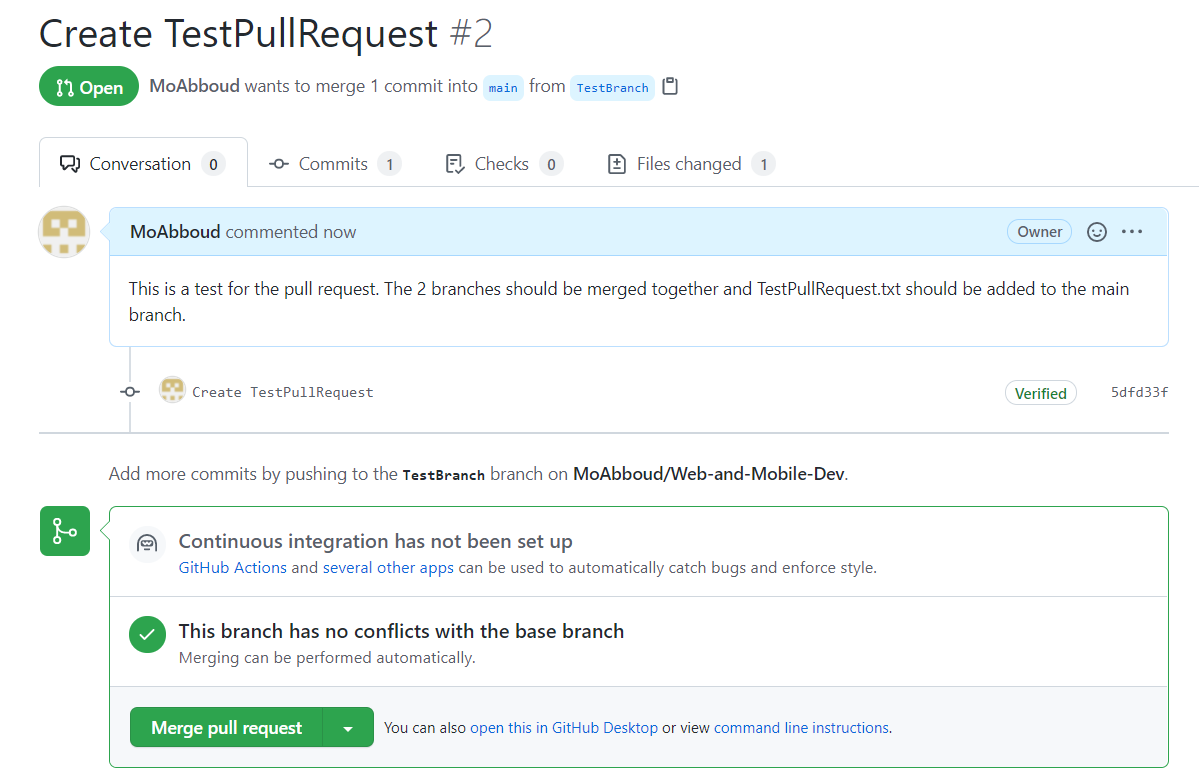 Create TestPullRequest #2
Open MoAbboud wants to merge 1 commit into main from TestBranch
Conversation 0 Commits 1 Checks 0 Files changed 1
MoAbboud commented now Owner
This is a test for the pull request. The 2 branches should be merged together and TestPullRequest.txt should be added to the main
branch.
Create TestPullRequest Verified 5dfd33f
Add more commits by pushing to the TestBranch branch on MoAbboud/Web-and-Mobile-Dev.
Continuous integration has not been set up
GitHub Actions and several other apps can be used to automatically catch bugs and enforce style.
This branch has no conflicts with the base branch
Merging can be performed automatically.
Merge pull request You can also open this in GitHub Desktop or view command line instructions.